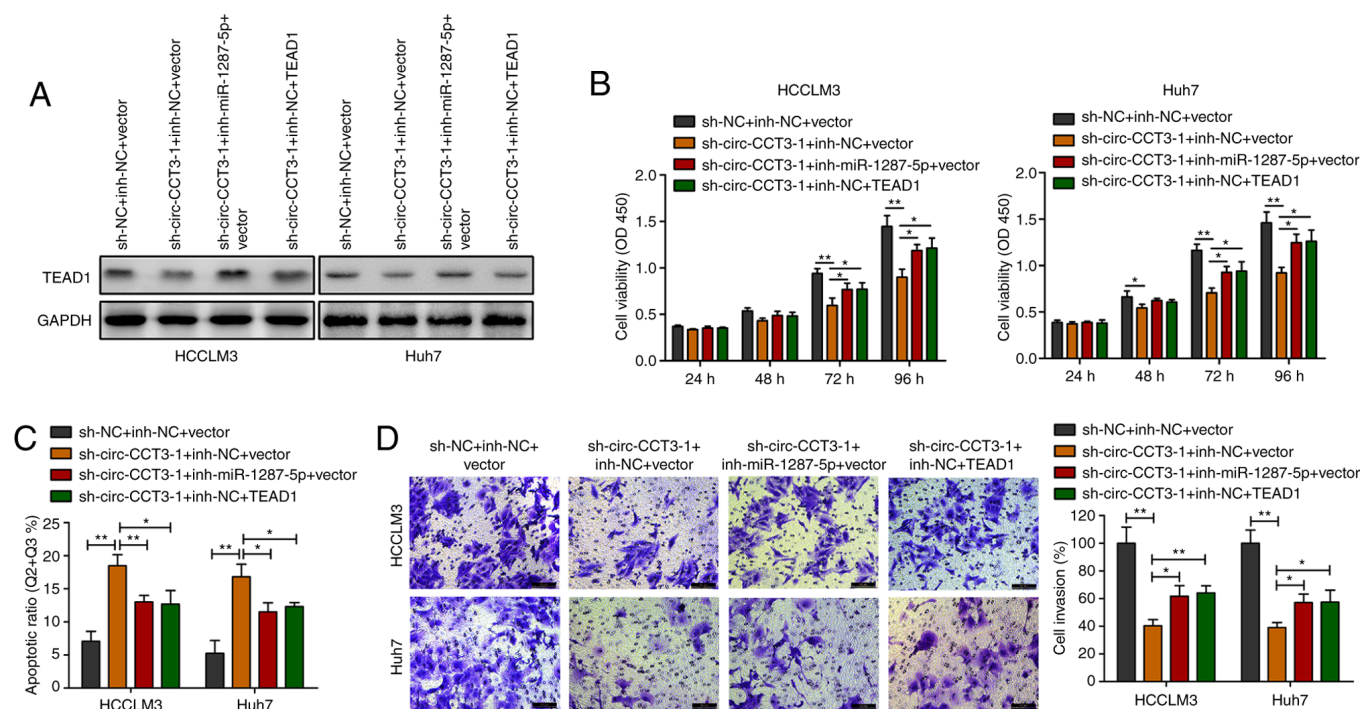 A
sh-NC+inh-NC+vector
sh-circ-CCT3-1+inh-NC+vector
sh-circ-CCT3-1+inh-miR-1287-5p+
vector
sh-circ-CCT3-1+inh-NC+TEAD1
sh-NC+inh-NC+vector
sh-circ-CCT3-1+inh-NC+vector
sh-circ-CCT3-1+inh-miR-1287-5p+
vector
sh-circ-CCT3-1+inh-NC+TEAD1
TEAD1
GAPDH
HCCLM3
Huh7
B
HCCLM3
sh-NC+inh-NC+vector
sh-circ-CCT3-1+inh-NC+vector
sh-circ-CCT3-1+inh-miR-1287-5p+vector
sh-circ-CCT3-1+inh-NC+TEAD1
Cell viability (OD 450)
2.0
1.5
1.0
0.5
0.0
** * *
** * *
24 h 48 h 72 h 96 h
Huh7
sh-NC+inh-NC+vector
sh-circ-CCT3-1+inh-NC+vector
sh-circ-CCT3-1+inh-miR-1287-5p+vector
sh-circ-CCT3-1+inh-NC+TEAD1
Cell viability (OD 450)
2.0
1.5
1.0
0.5
0.0
*
** * *
** * *
24 h 48 h 72 h 96 h
C
sh-NC+inh-NC+vector
sh-circ-CCT3-1+inh-NC+vector
sh-circ-CCT3-1+inh-miR-1287-5p+vector
sh-circ-CCT3-1+inh-NC+TEAD1
Apoptotic ratio (Q2+Q3 %)
25
20
15
10
5
0
*
** **
*
** *
HCCLM3 Huh7
D
sh-NC+inh-NC+
vector
sh-circ-CCT3-1+
inh-NC+vector
sh-circ-CCT3-1+
inh-miR-1287-5p+vector
sh-circ-CCT3-1+
inh-NC+TEAD1
HCCLM3
Huh7
sh-NC+inh-NC+vector
sh-circ-CCT3-1+inh-NC+vector
sh-circ-CCT3-1+inh-miR-1287-5p+vector
sh-circ-CCT3-1+inh-NC+TEAD1
Cell invasion (%)
120
100
80
60
40
20
0
**
**
*
**
*
*
HCCLM3 Huh7